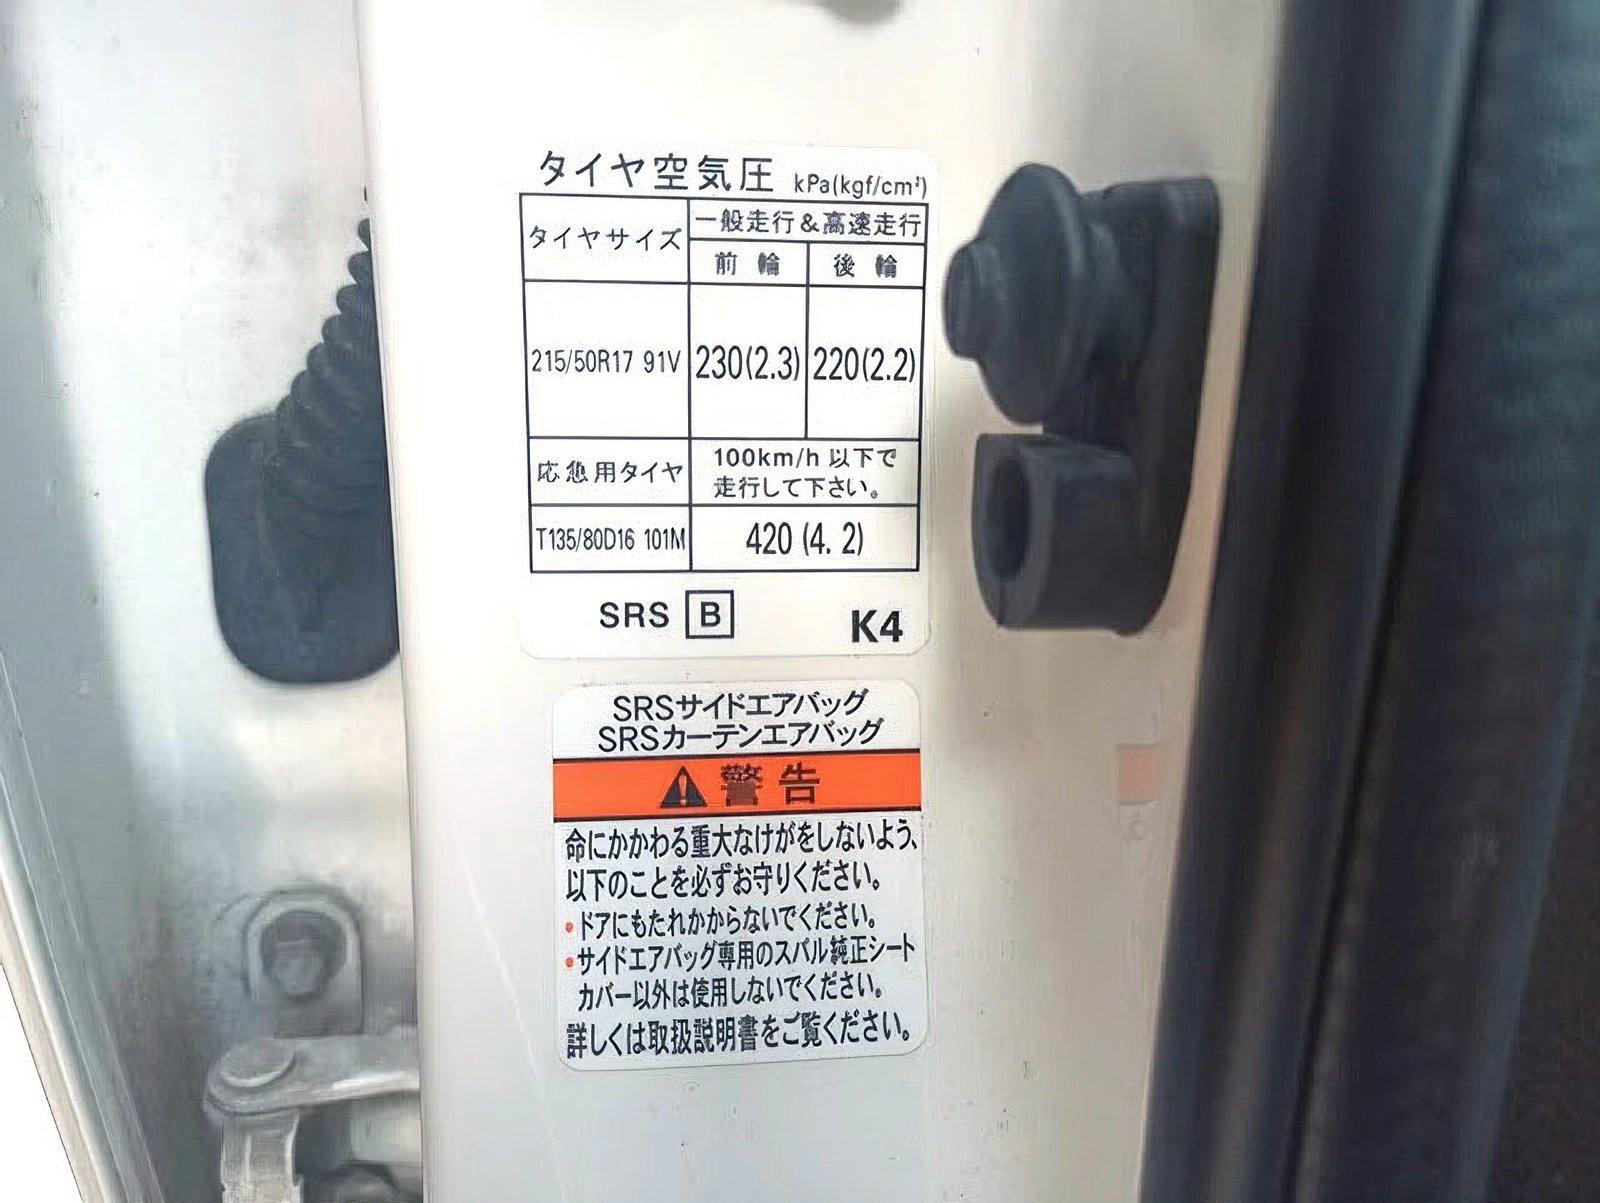 タイヤ空気圧 kPa(kgf/cm²)
タイヤサイズ
一般走行&高速走行
前輪 後輪
215/50R17 91V 230(2.3) 220(2.2)
応急用タイヤ
100km/h 以下で
走行して下さい。
T135/80D16 101M 420 (4.2)
SRS B K4
SRSサイドエアバッグ
SRSカーテンエアバッグ
警告
命にかかわる重大なけがをしないよう、
以下のことを必ずお守りください。
・ドアにもたれかからないでください。
・サイドエアバッグ専用のスバル純正シート
カバー以外は使用しないでください。
詳しくは取扱説明書をご覧ください。